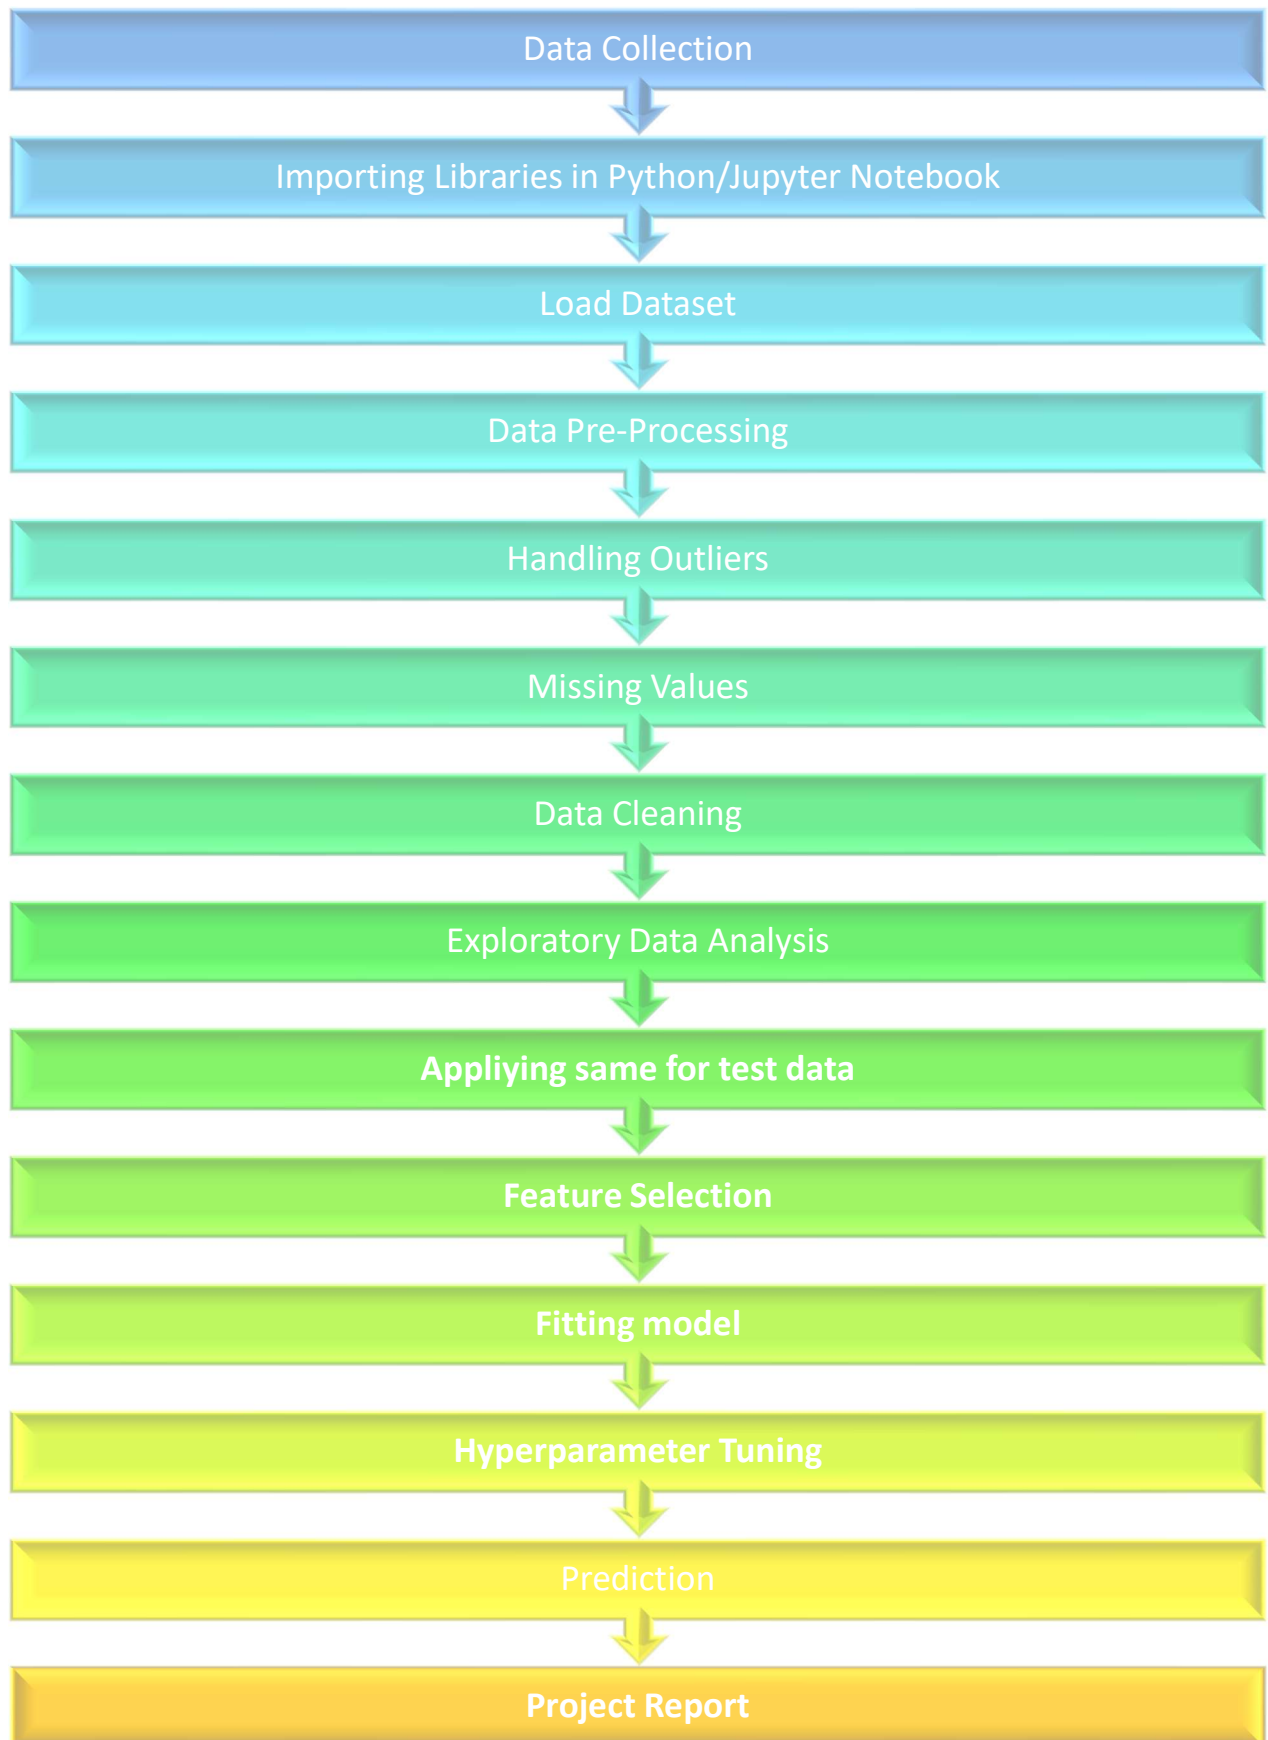 Data Collection
Importing Libraries in Python/Jupyter Notebook
Load Dataset
Data Pre-Processing
Handling Outliers
Missing Values
Data Cleaning
Exploratory Data Analysis
Appliying same for test data
Feature Selection
Fitting model
Hyperparameter Tuning
Prediction
Project Report